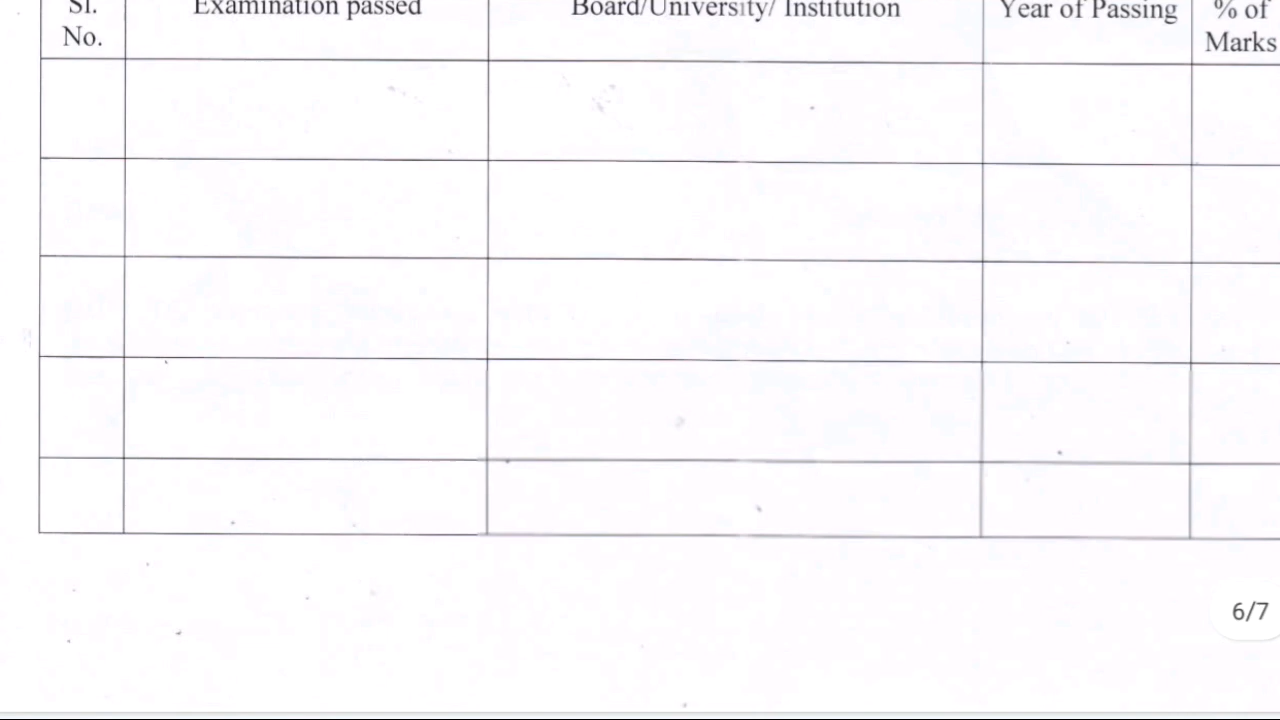 Sl. Examination passed Board/University/ Institution Year of Passing % of
No. Marks
6/7